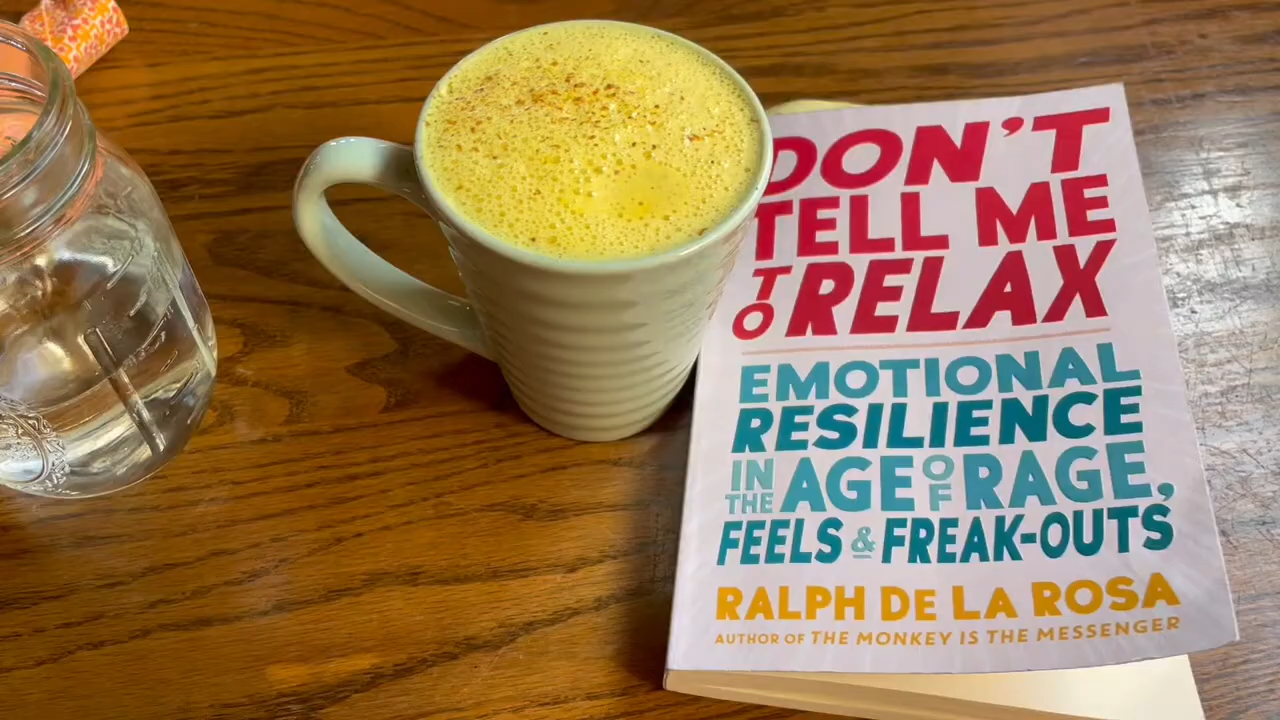 DON'T
TELL ME
TO RELAX
EMOTIONAL
RESILIENCE
IN THE AGE OF RAGE,
FEELS & FREAK-OUTS
RALPH DE LA ROSA
AUTHOR OF THE MONKEY IS THE MESSENGER